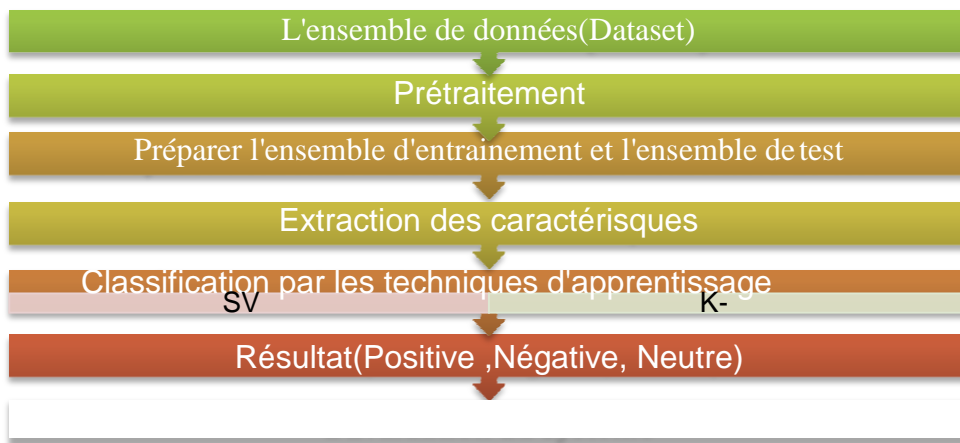 L'ensemble de données(Dataset)
Prétraitement
Préparer l'ensemble d'entrainement et l'ensemble de test
Extraction des caractérisques
Classification par les techniques d'apprentissage
SV K-
Résultat(Positive ,Négative, Neutre)